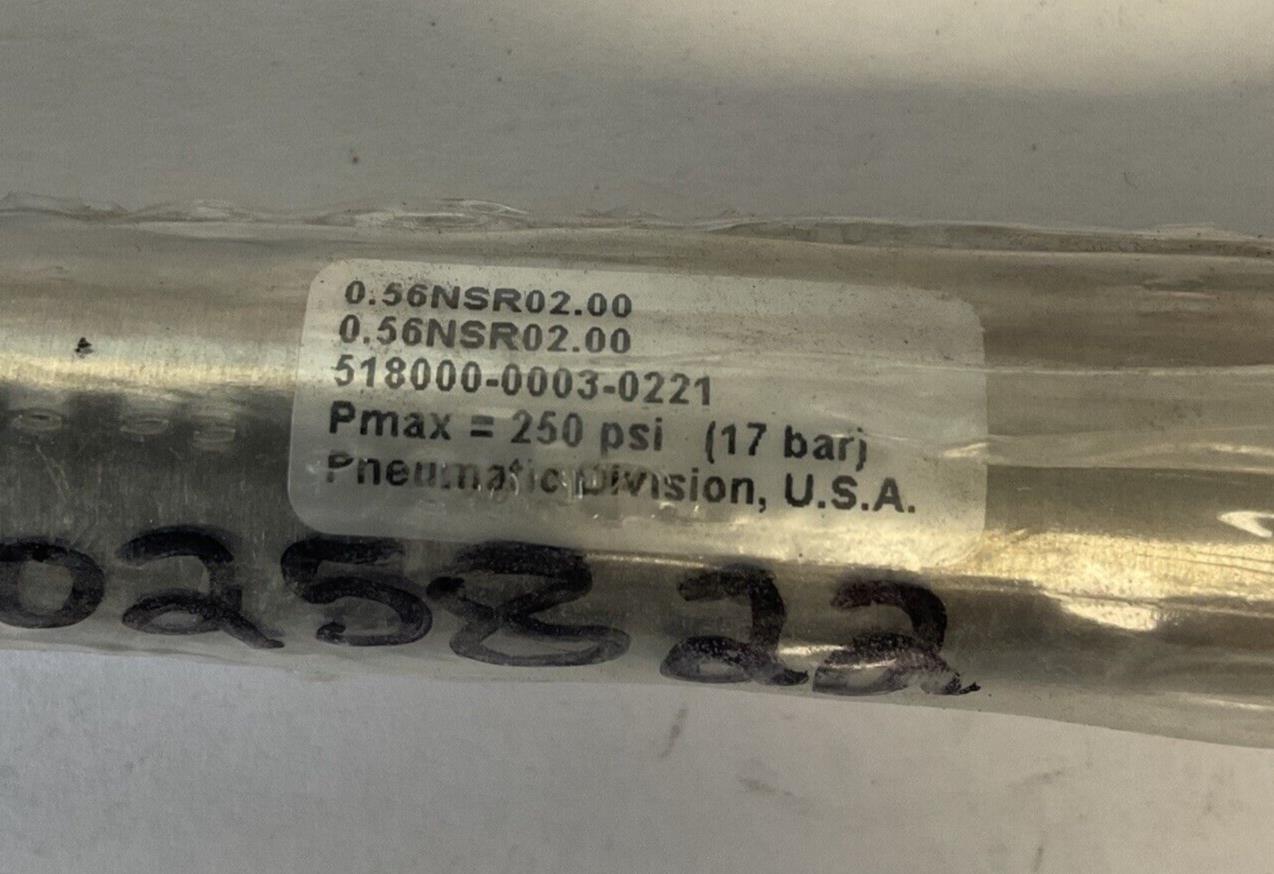 0.56NSR02.00
0.56NSR02.00
518000-0003-0221
Pmax = 250 psi (17 bar)
Pneumatic Division, U.S.A.
025822